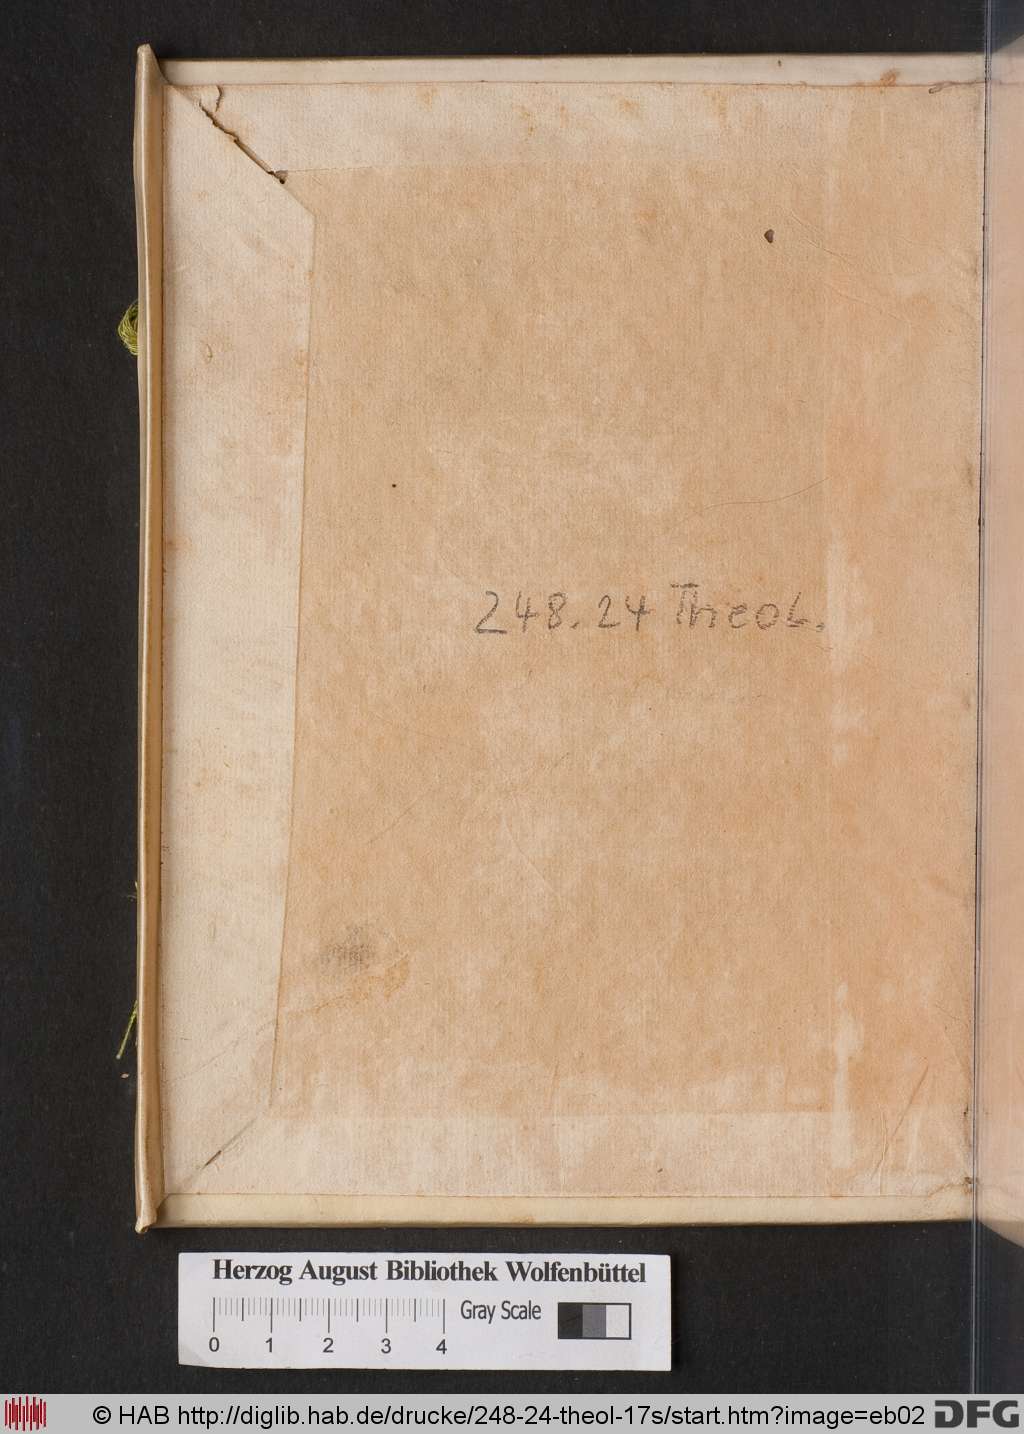 248. 24 Theol.
Herzog August Bibliothek Wolfenbüttel
Gray Scale
0 1 2 3 4
© HAB http://diglib.hab.de/drucke/248-24-theol-17s/start.htm?image=eb02
DFG